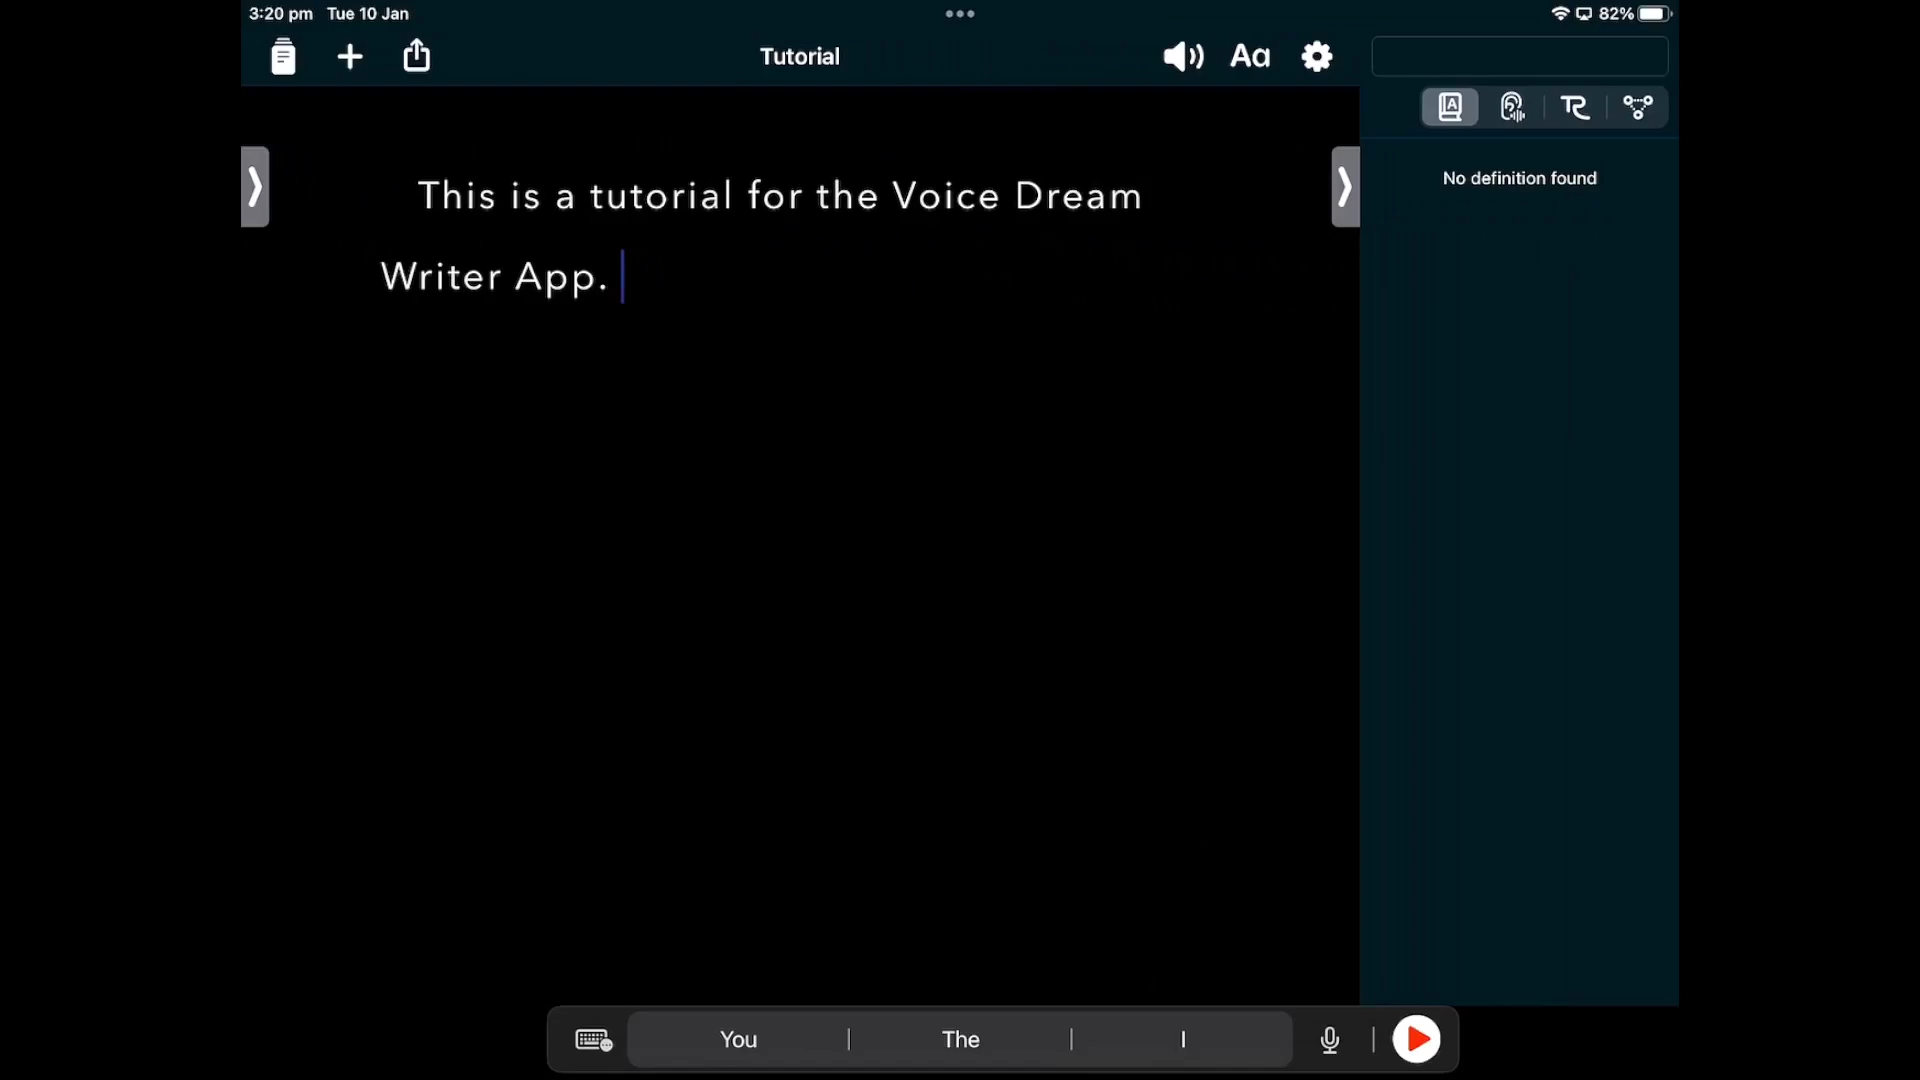 3:20 pm Tue 10 Jan
82%
Tutorial
Aa
A
No definition found
This is a tutorial for the Voice Dream
Writer App.
You The I